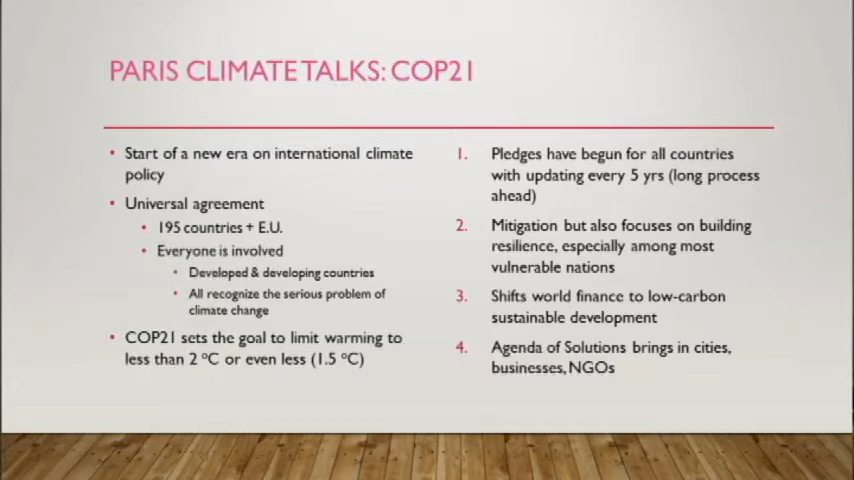 PARIS CLIMATE TALKS: COP21
• Start of a new era on international climate
policy
• Universal agreement
• 195 countries + E.U.
• Everyone is involved
• Developed & developing countries
• All recognize the serious problem of
climate change
• COP21 sets the goal to limit warming to
less than 2 ºC or even less (1.5 ºC)
1. Pledges have begun for all countries
with updating every 5 yrs (long process
ahead)
2. Mitigation but also focuses on building
resilience, especially among most
vulnerable nations
3. Shifts world finance to low-carbon
sustainable development
4. Agenda of Solutions brings in cities,
businesses, NGOs